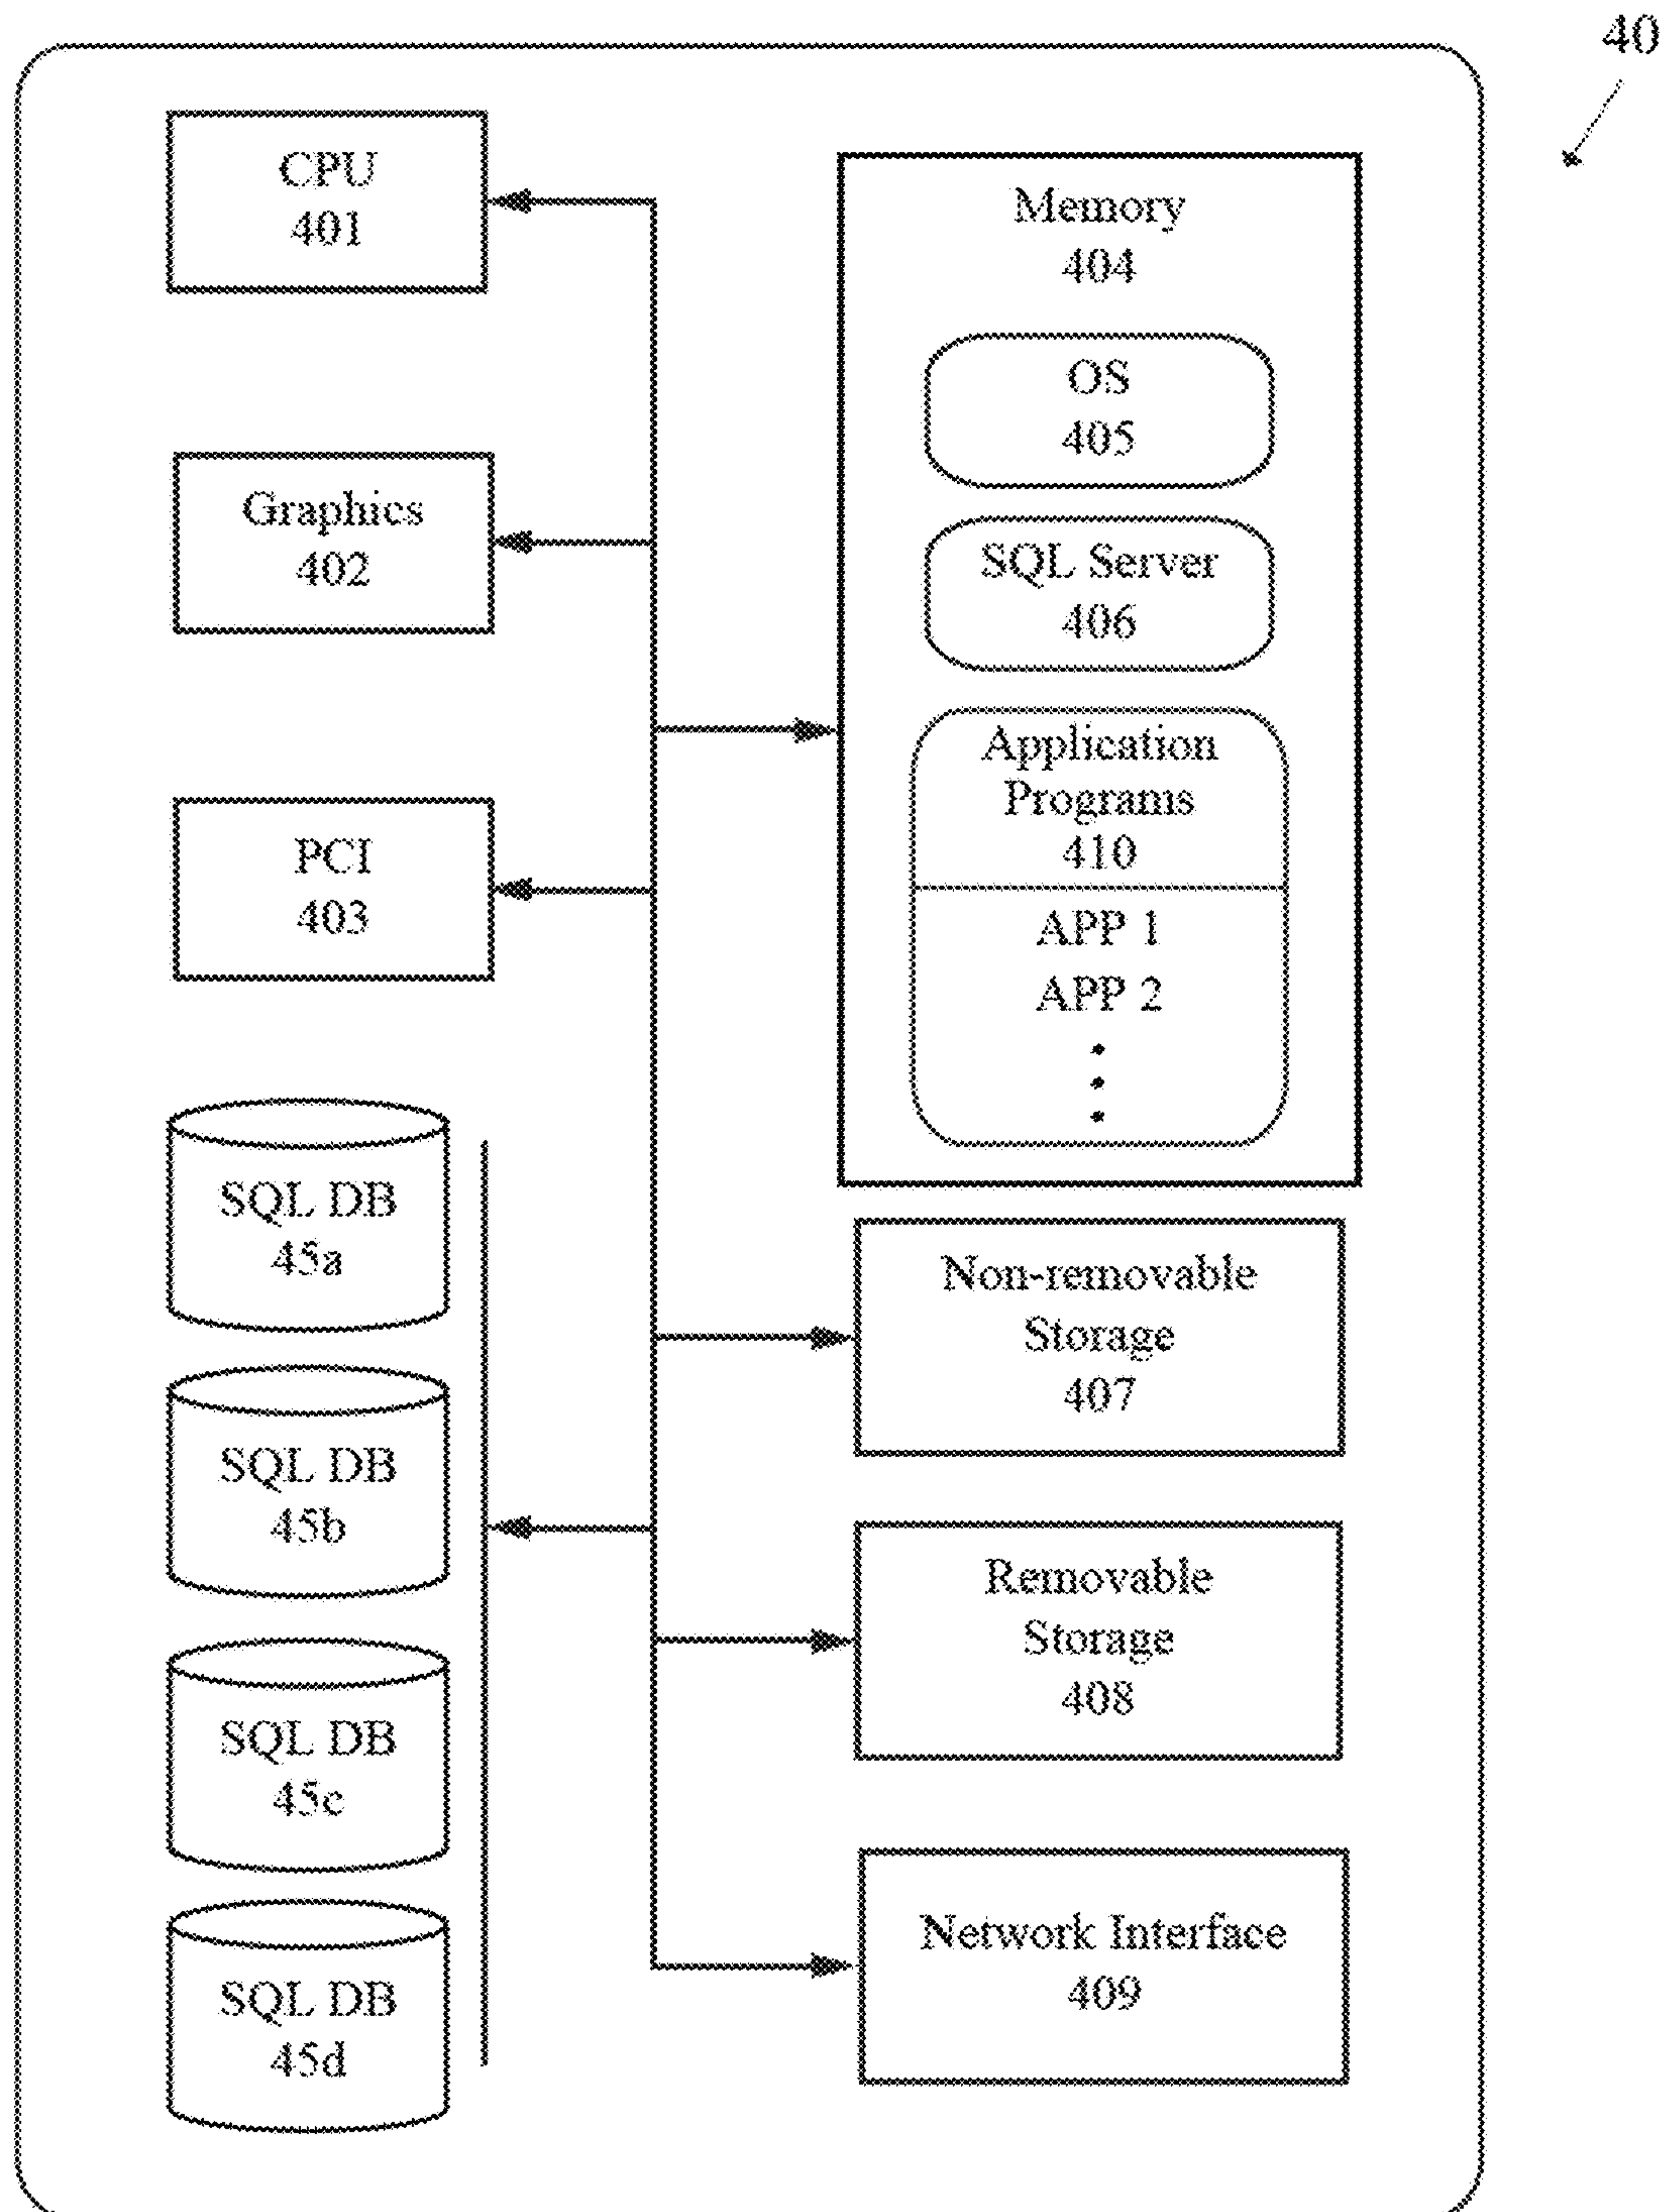 40
CPU
401
Graphics
402
PCI
403
SQL DB
45a
SQL DB
45b
SQL DB
45c
SQL DB
45d
Memory
404
OS
405
SQL Server
406
Application
Programs
410
APP 1
APP 2
Non-removable
Storage
407
Removable
Storage
408
Network Interface
409